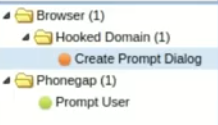 Browser (1)
Hooked Domain (1)
Create Prompt Dialog
Phonegap (1)
Prompt User